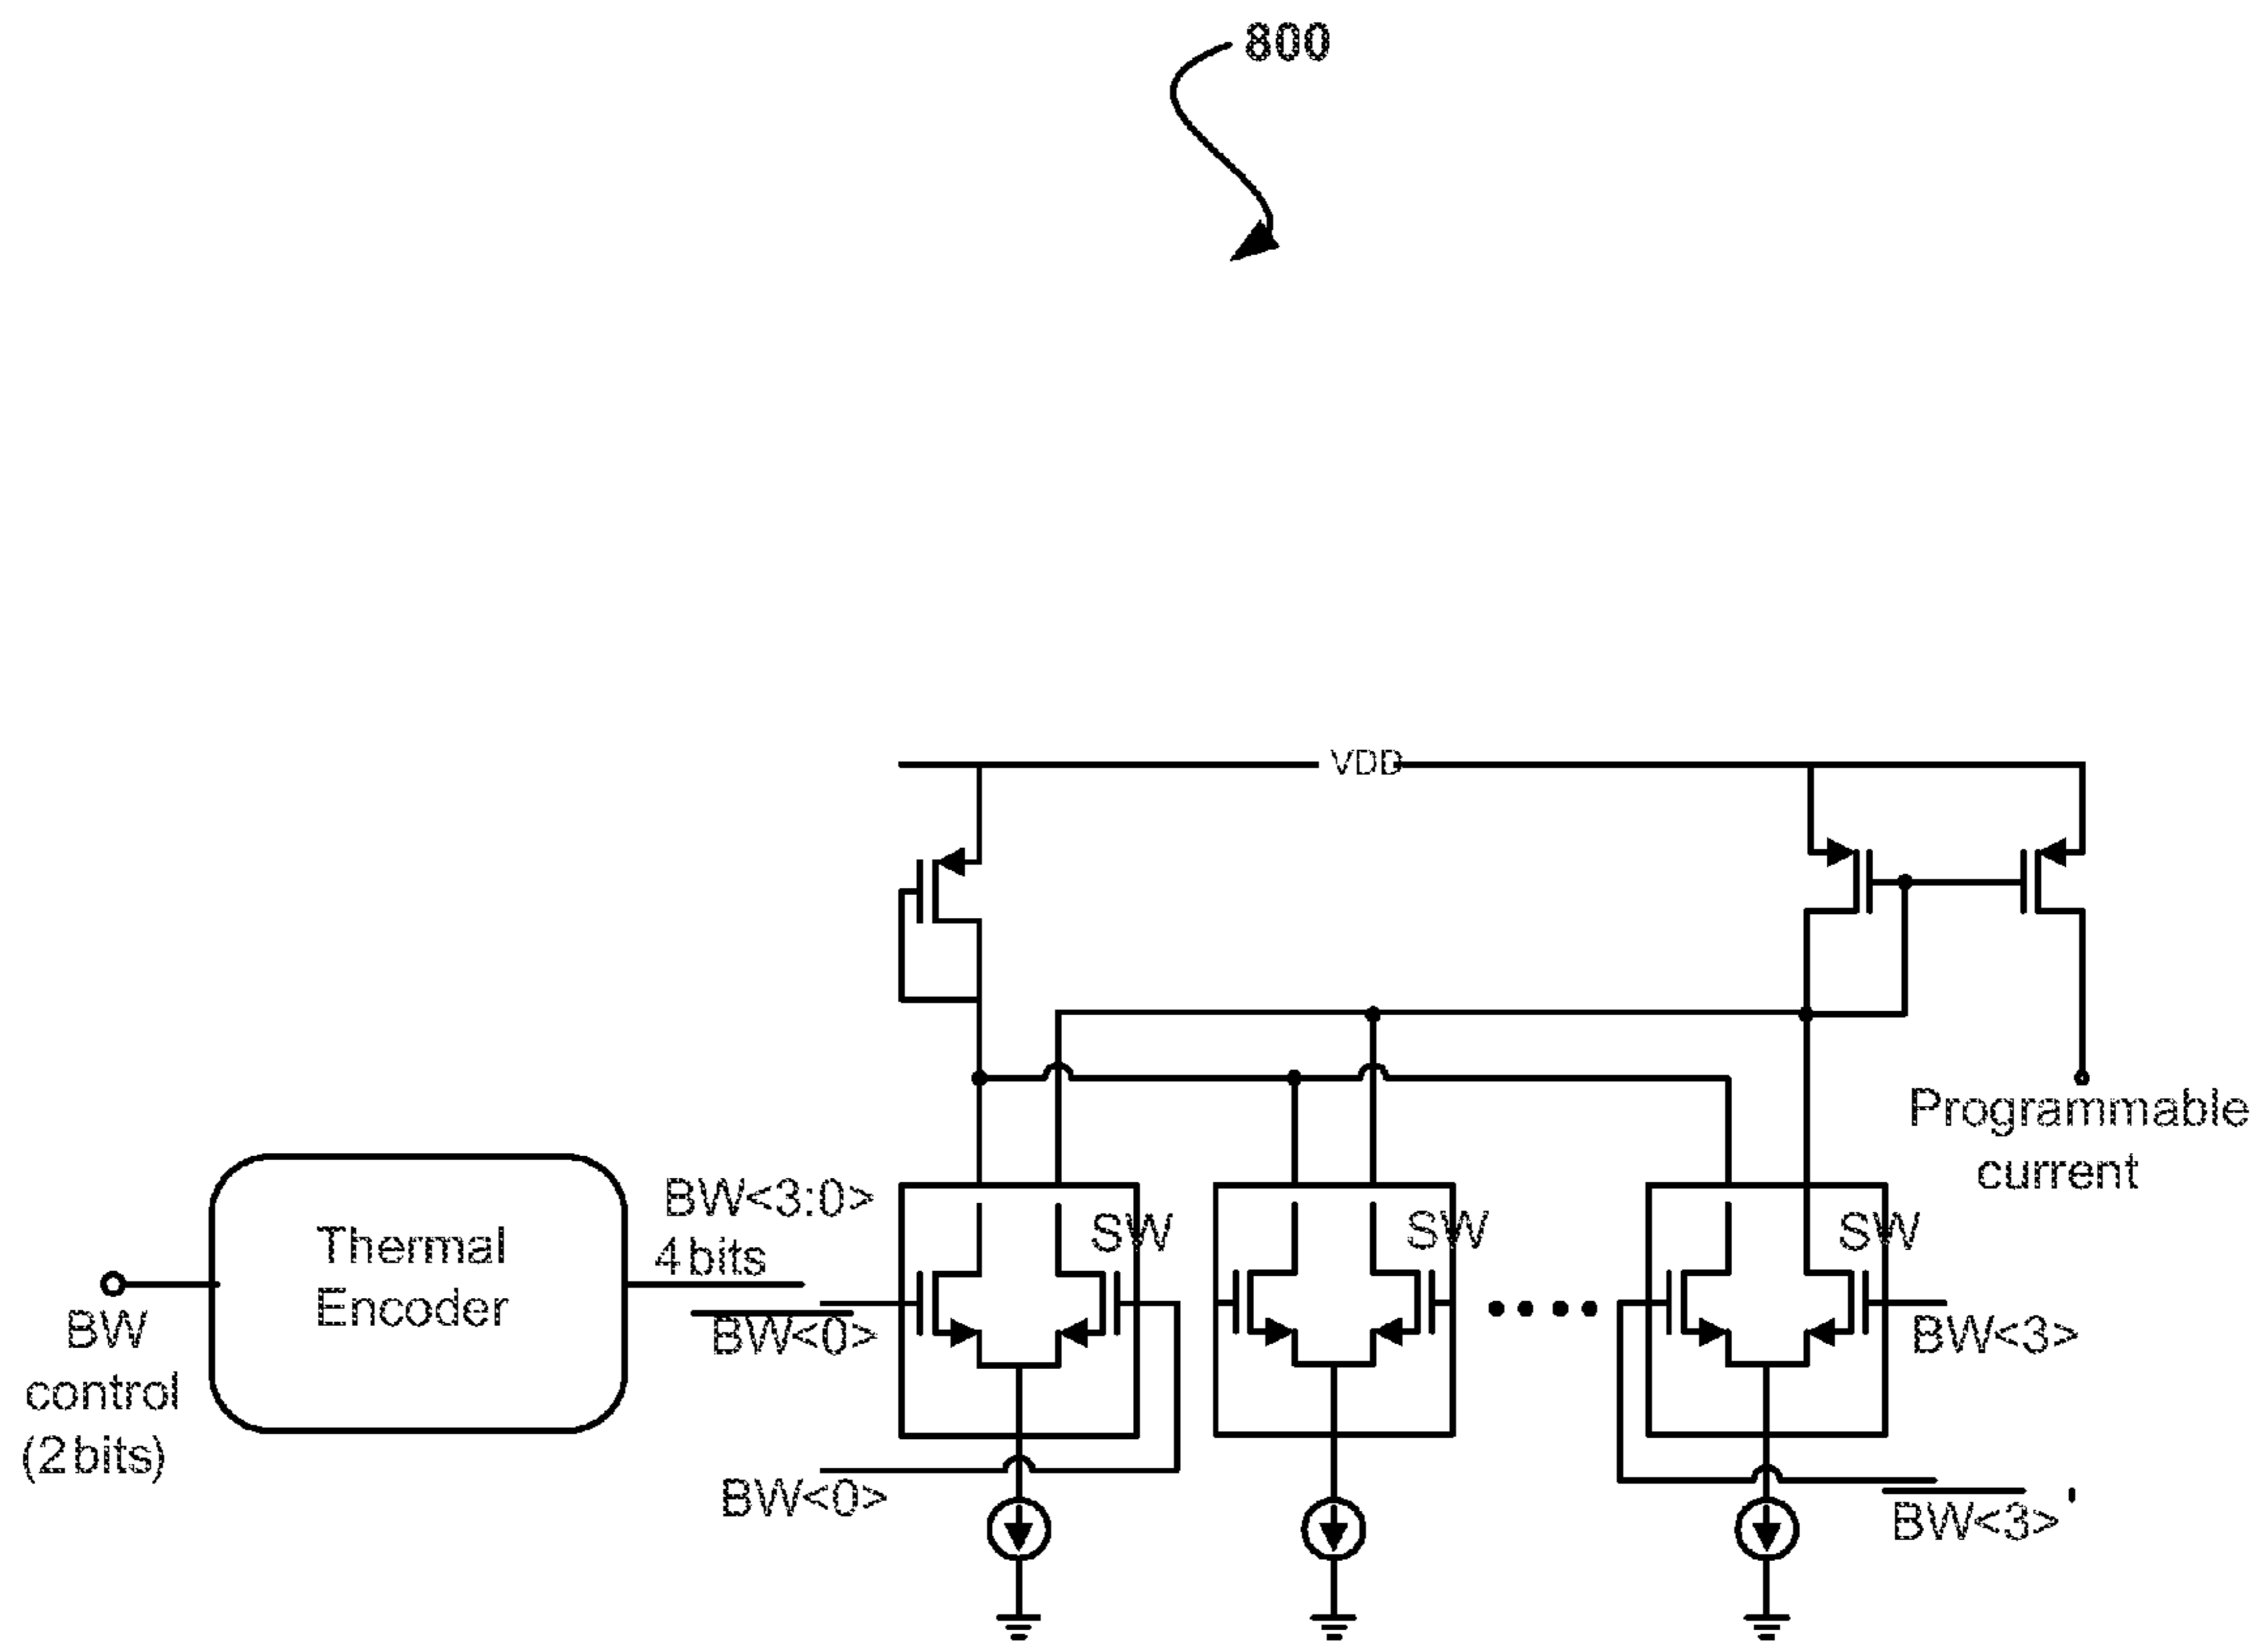 800
VDD
Programmable
current
BW<3:0>
4 bits
SW
SW
SW
Thermal
Encoder
BW
control
(2 bits)
BW<0>
BW<3>
BW<0>
BW<3>